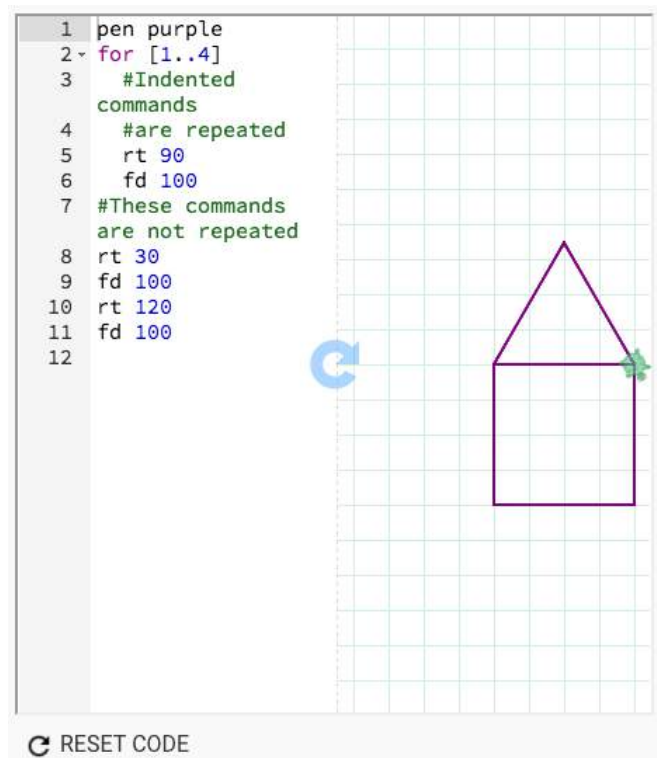 1 pen purple
2 for [1..4]
3 #Indented
commands
4 #are repeated
5 rt 90
6 fd 100
7 #These commands
are not repeated
8 rt 30
9 fd 100
10 rt 120
11 fd 100
12
RESET CODE